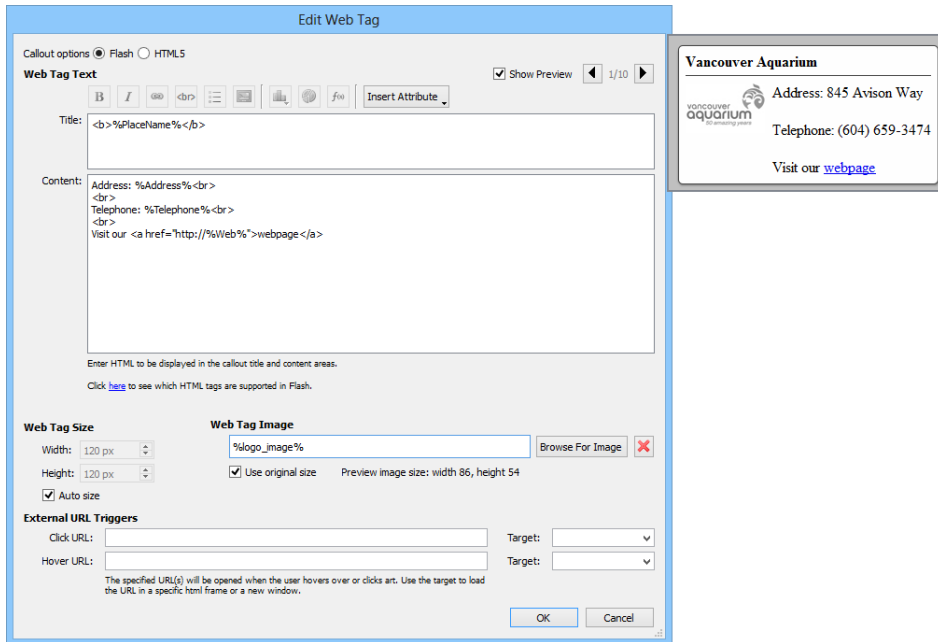 Edit Web Tag
Callout options Flash HTML5
Web Tag Text
Show Preview 1/10
B I <br> f(x) Insert Attribute
Title: <b>%PlaceName%</b>
Content: Address: %Address%<br>
<br>
Telephone: %Telephone%<br>
<br>
Visit our <a href="http://%Web%">webpage</a>
Enter HTML to be displayed in the callout title and content areas.
Click here to see which HTML tags are supported in Flash.
Web Tag Size
Width: 120 px
Height: 120 px
Auto size
Web Tag Image
%logo_image% Browse For Image
Use original size Preview image size: width 86, height 54
External URL Triggers
Click URL: Target:
Hover URL: Target:
The specified URL(s) will be opened when the user hovers over or clicks art. Use the target to load
the URL in a specific html frame or a new window.
OK Cancel
Vancouver Aquarium
vancouver
aquarium
50 amazing years
Address: 845 Avison Way
Telephone: (604) 659-3474
Visit our webpage